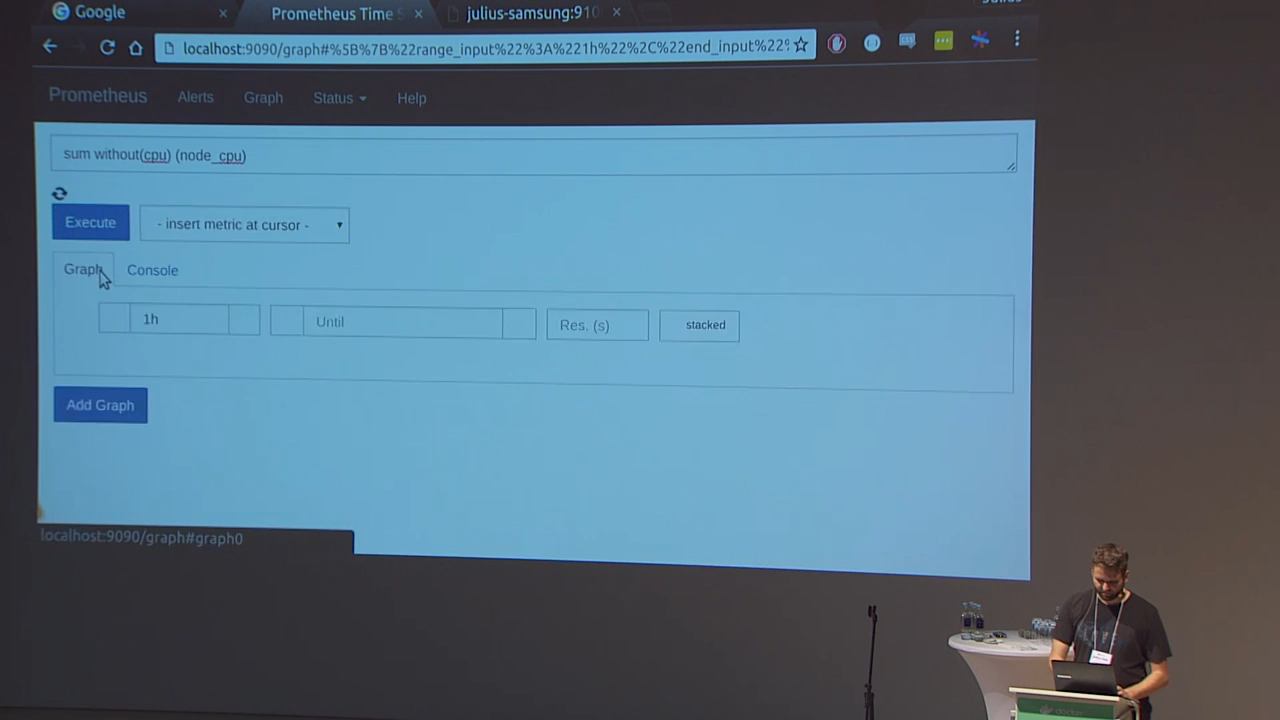 Google
Prometheus Time S
julius-samsung:910
localhost:9090/graph#%5B%7B%22range_input%22%3A%221h%22%2C%22end_input%22%
Prometheus
Alerts
Graph
Status
Help
sum without(cpu) (node_cpu)
Execute
- insert metric at cursor -
Graph
Console
1h
Until
Res. (s)
stacked
Add Graph
localhost:9090/graph#graph0
docker